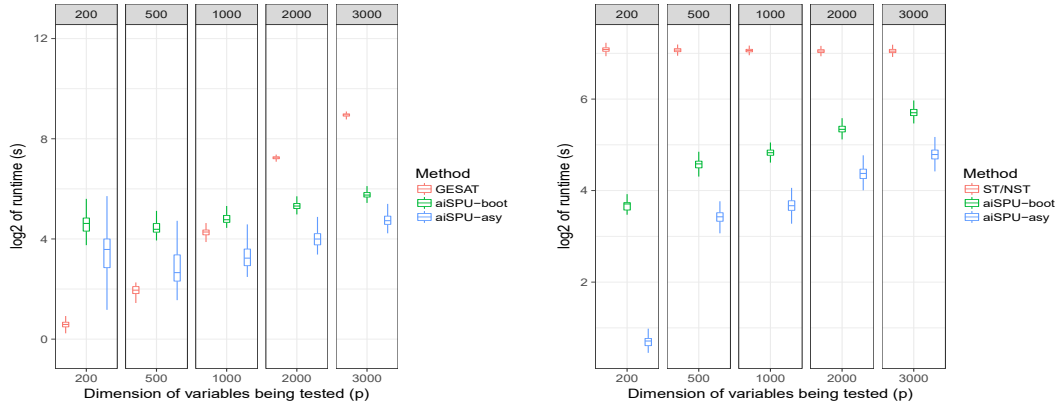 200 500 1000 2000 3000
12
8
4
0
log2 of runtime (s)
200 500 1000 2000 3000
Dimension of variables being tested (p)
Method
GESAT
aiSPU−boot
aiSPU−asy
200 500 1000 2000 3000
6
4
2
log2 of runtime (s)
200 500 1000 2000 3000
Dimension of variables being tested (p)
Method
ST/NST
aiSPU−boot
aiSPU−asy